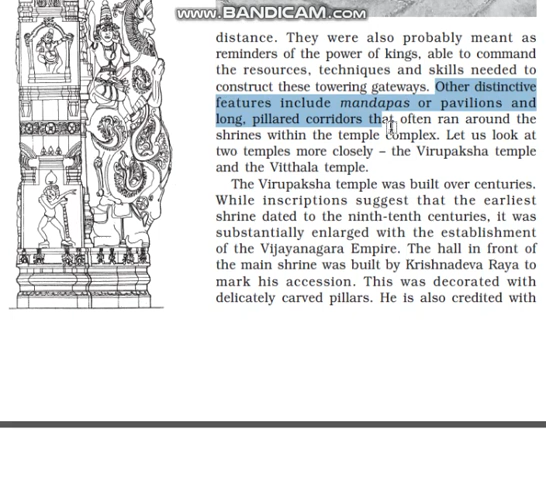 www.BANDICAM.com
distance. They were also probably meant as
reminders of the power of kings, able to command
the resources, techniques and skills needed to
construct these towering gateways. Other distinctive
features include mandapas or pavilions and
long, pillared corridors that often ran around the
shrines within the temple complex. Let us look at
two temples more closely – the Virupaksha temple
and the Vitthala temple.
The Virupaksha temple was built over centuries.
While inscriptions suggest that the earliest
shrine dated to the ninth-tenth centuries, it was
substantially enlarged with the establishment
of the Vijayanagara Empire. The hall in front of
the main shrine was built by Krishnadeva Raya to
mark his accession. This was decorated with
delicately carved pillars. He is also credited with